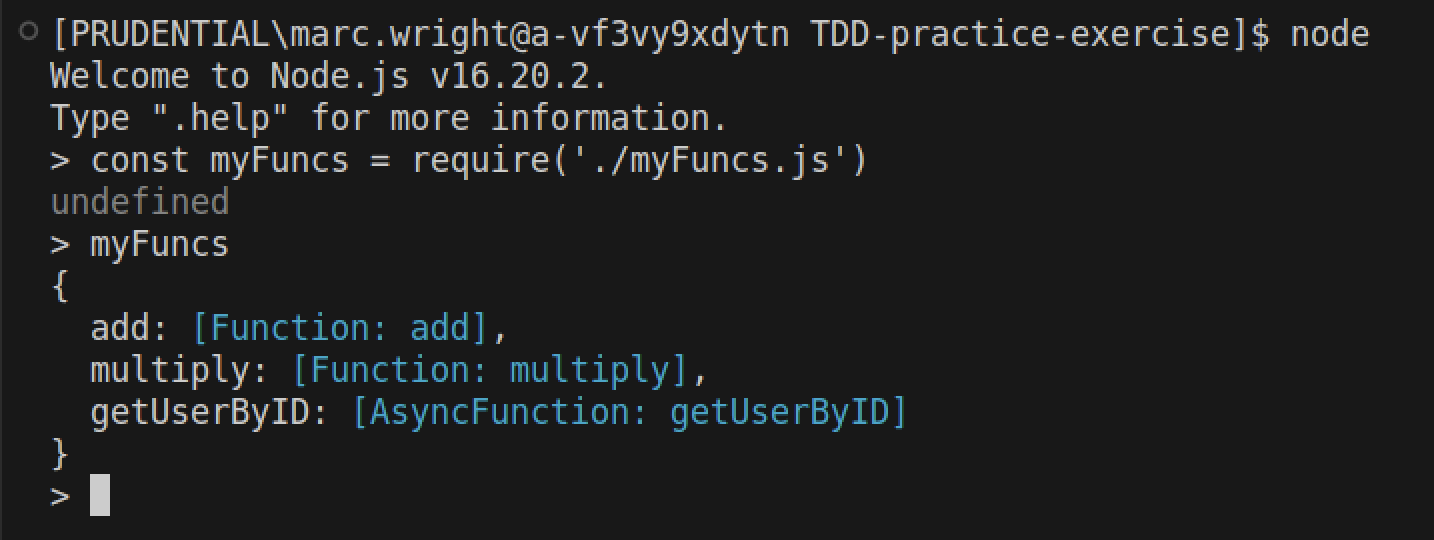 [PRUDENTIAL\marc.wright@a-vf3vy9xdytn TDD-practice-exercise]$ node
Welcome to Node.js v16.20.2.
Type ".help" for more information.
> const myFuncs = require('./myFuncs.js')
undefined
> myFuncs
{
  add: [Function: add],
  multiply: [Function: multiply],
  getUserByID: [AsyncFunction: getUserByID]
}
>